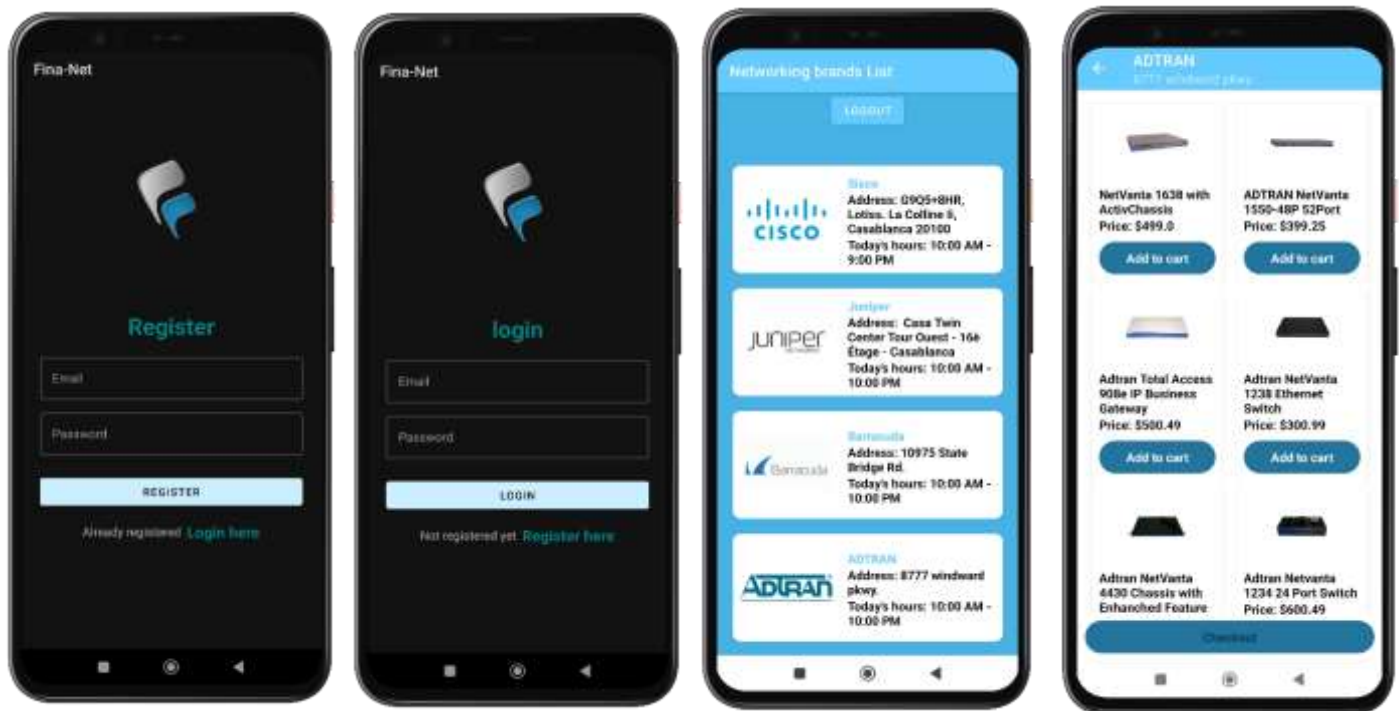 Fina-Net
Register
Email
Password
REGISTER
Already registered Login here
Fina-Net
login
Email
Password
LOGIN
Not registered yet Register here
Networking brands List
LOGOUT
CISCO
Address: G9Q5+8HR,
Lotiss. La Colline Ii,
Casablanca 20100
Today's hours: 10:00 AM -
9:00 PM
JUNIPER
Juniper
Address: Casa Twin
Center Tour Ouest - 16è
Étage - Casablanca
Today's hours: 10:00 AM -
10:00 PM
Barracuda
Barracuda
Address: 10975 State
Bridge Rd.
Today's hours: 10:00 AM -
10:00 PM
ADTRAN
ADTRAN
Address: 8777 windward
pkwy.
Today's hours: 10:00 AM -
10:00 PM
ADTRAN
8777 windward pkwy.
NetVanta 1638 with
ActivChassis
Price: $499.0
Add to cart
ADTRAN NetVanta
1550-48P 52Port
Price: $399.25
Add to cart
Adtran Total Access
908e IP Business
Gateway
Price: $500.49
Add to cart
Adtran NetVanta
1238 Ethernet
Switch
Price: $300.99
Add to cart
Adtran NetVanta
4430 Chassis with
Enhanched Feature
Adtran Netvanta
1234 24 Port Switch
Price: $600.49
Checkout